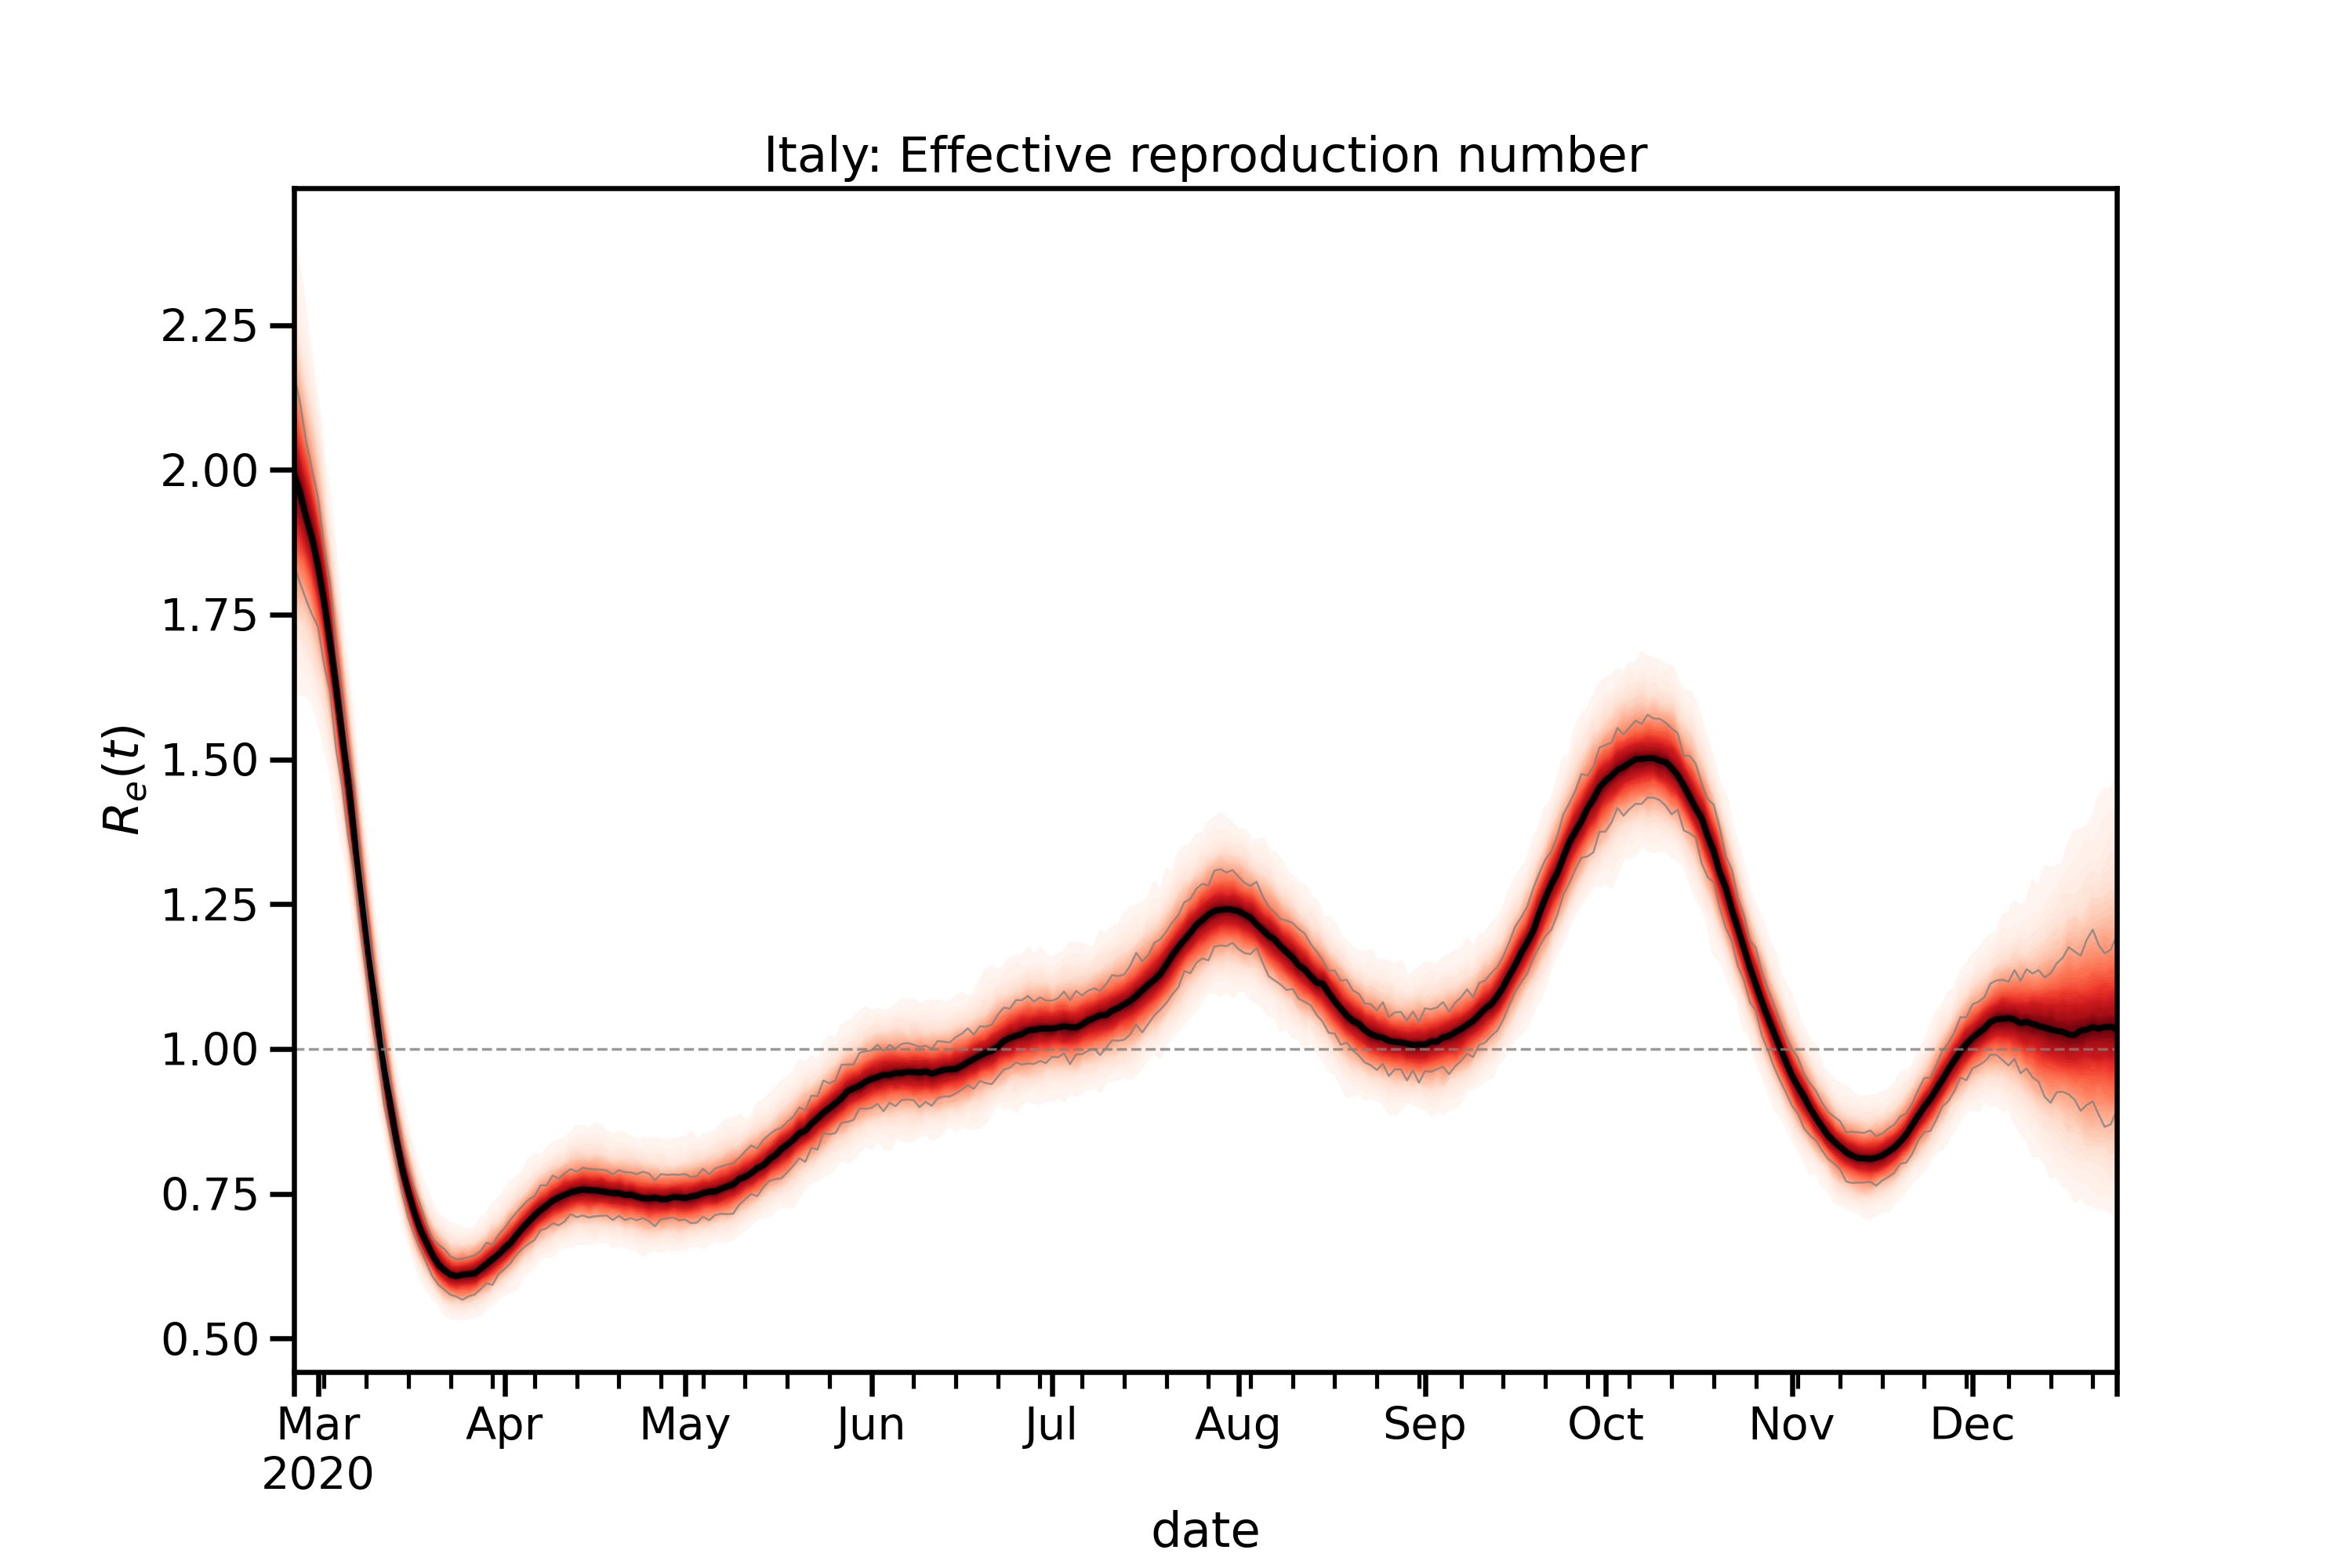 Italy: Effective reproduction number
2.25
2.00
1.75
1.50
1.25
1.00
0.75
0.50
Rₑ(t)
Mar Apr May Jun Jul Aug Sep Oct Nov Dec
2020
date